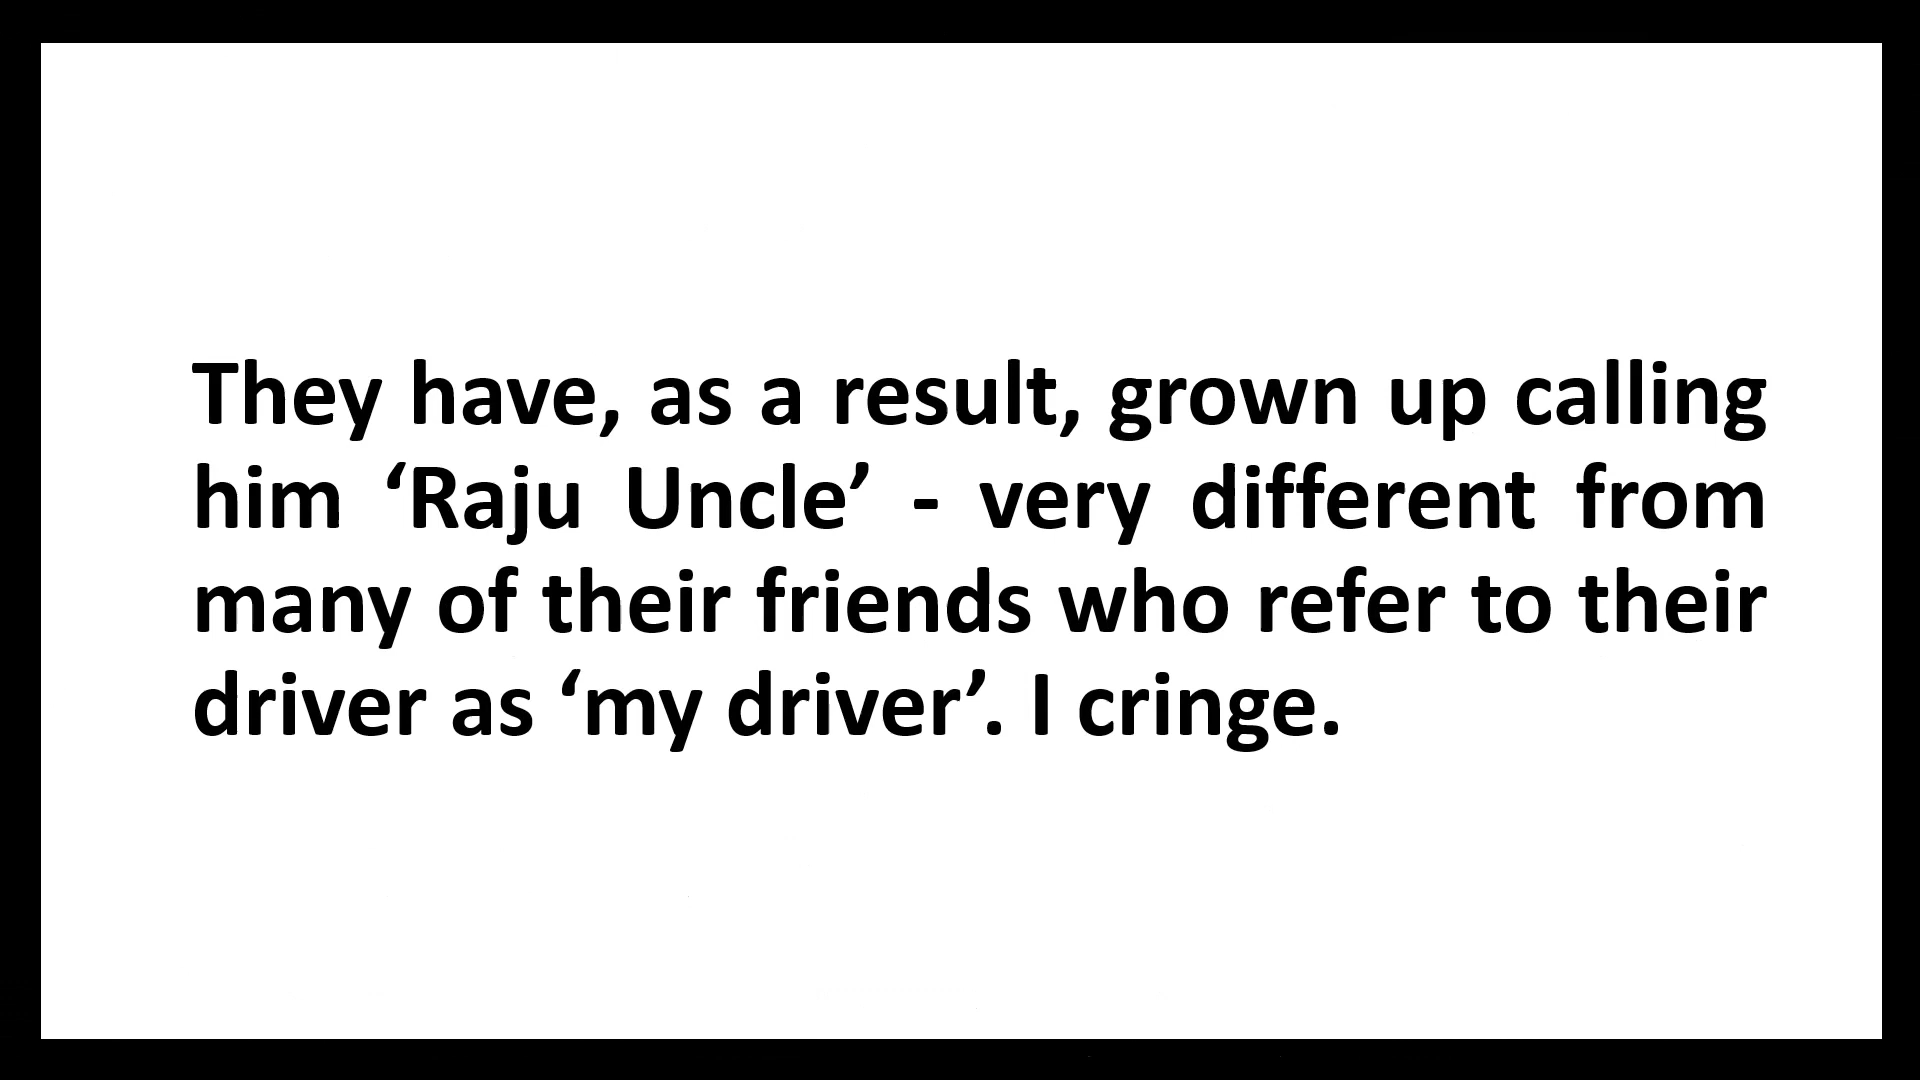 They have, as a result, grown up calling
him ‘Raju Uncle’ - very different from
many of their friends who refer to their
driver as ‘my driver’. I cringe.